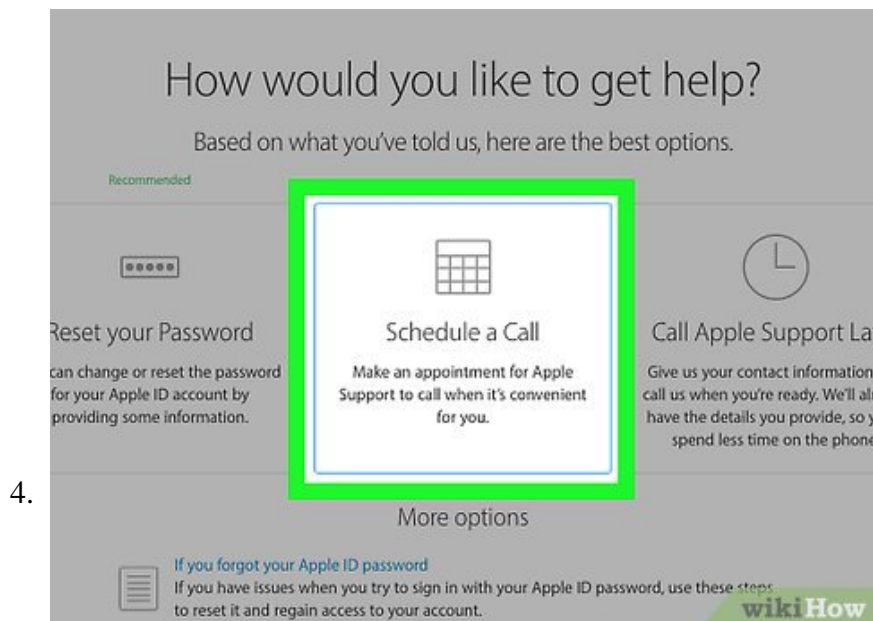 How would you like to get help?
Based on what you've told us, here are the best options.
Recommended
Reset your Password
can change or reset the password
for your Apple ID account by
providing some information.
Schedule a Call
Make an appointment for Apple
Support to call when it's convenient
for you.
Call Apple Support
Give us your contact information
call us when you're ready. We'll
have the details you provide, so
spend less time on the phone
4.
More options
If you forgot your Apple ID password
If you have issues when you try to sign in with your Apple ID password, use these steps
to reset it and regain access to your account.
wikiHow